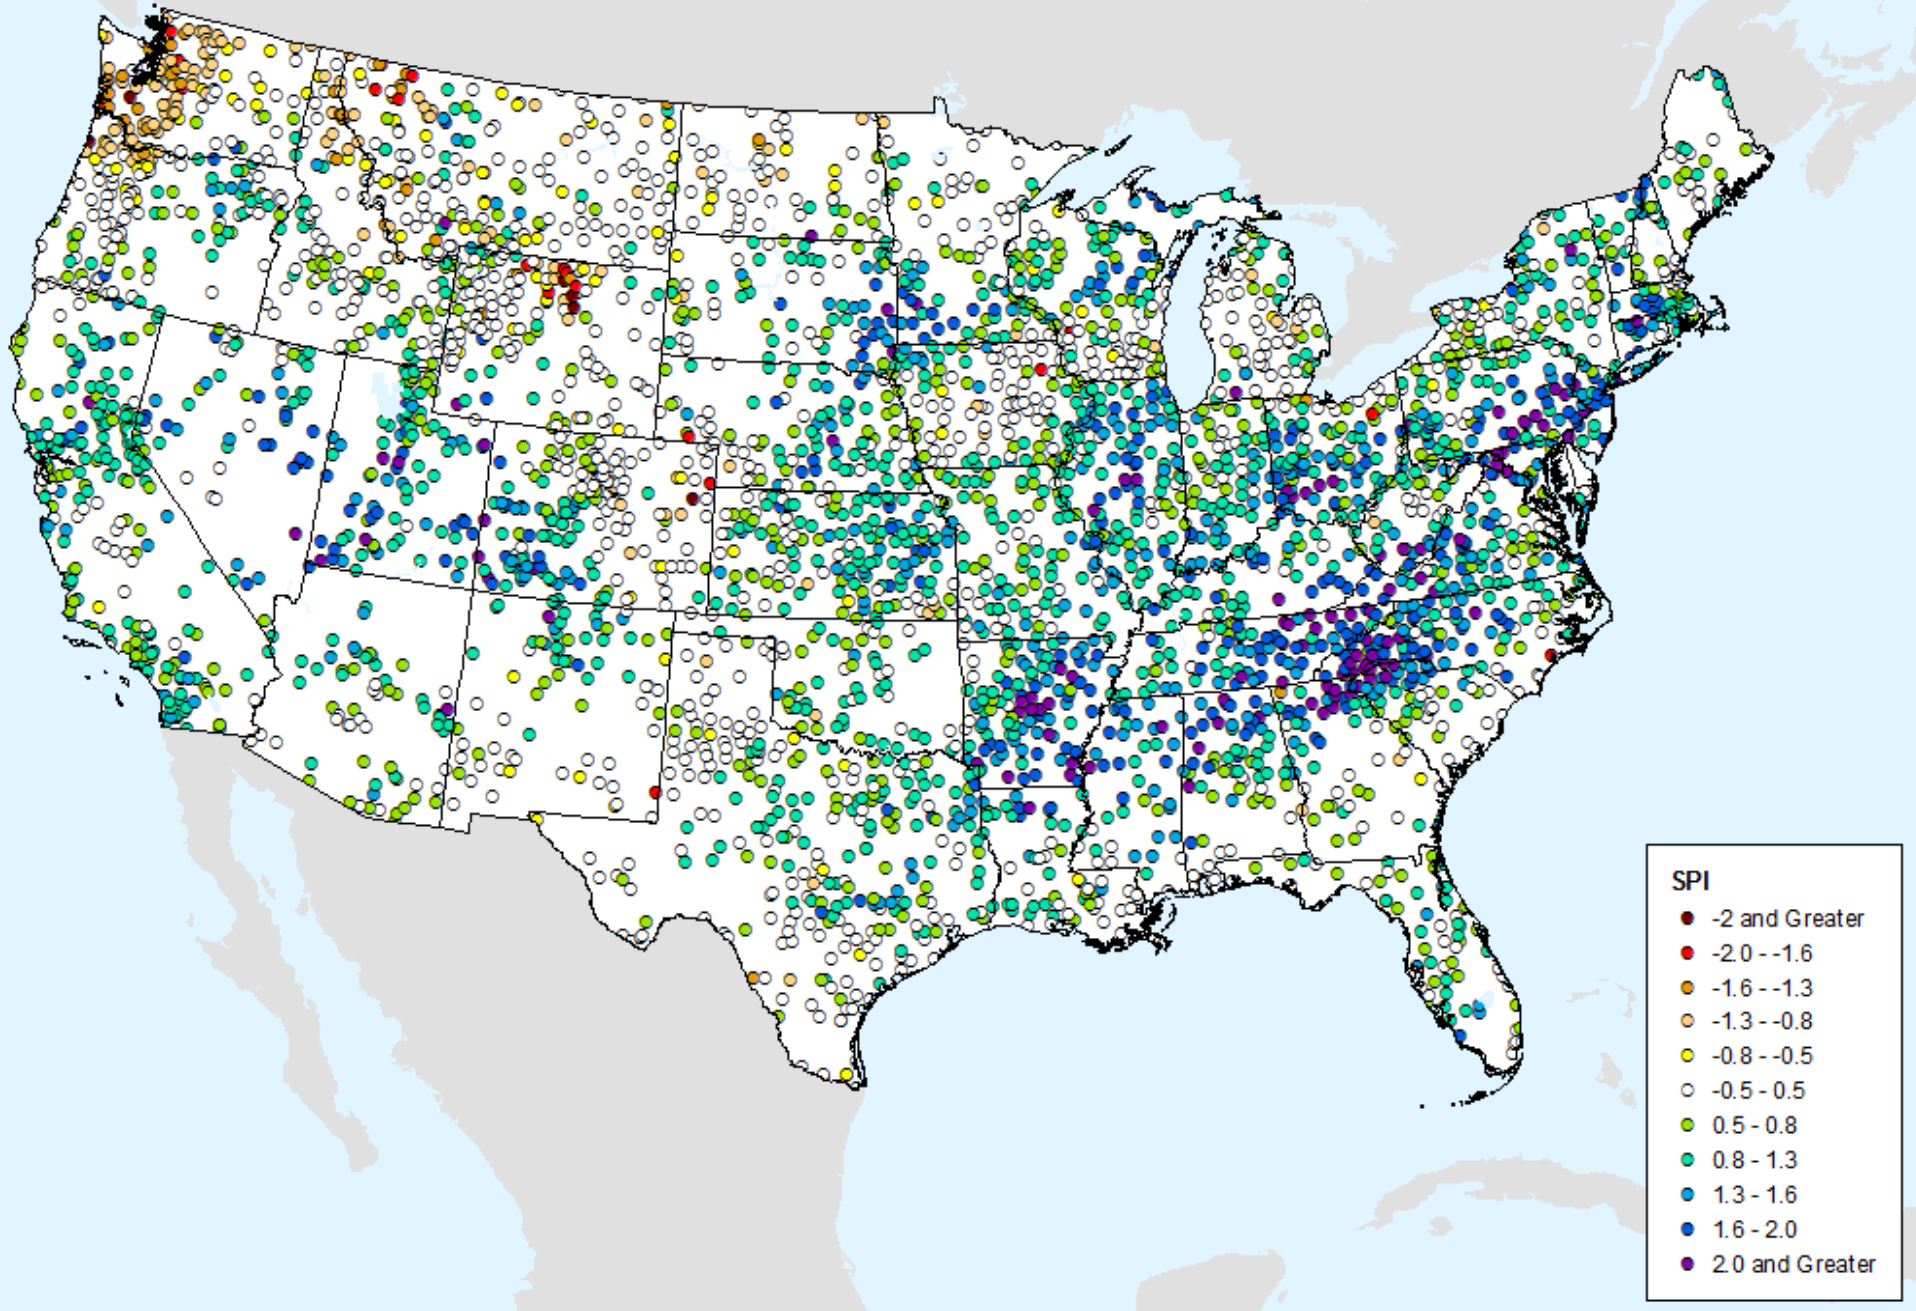 SPI
-2 and Greater
-2.0 - -1.6
-1.6 - -1.3
-1.3 - -0.8
-0.8 - -0.5
-0.5 - 0.5
0.5 - 0.8
0.8 - 1.3
1.3 - 1.6
1.6 - 2.0
2.0 and Greater